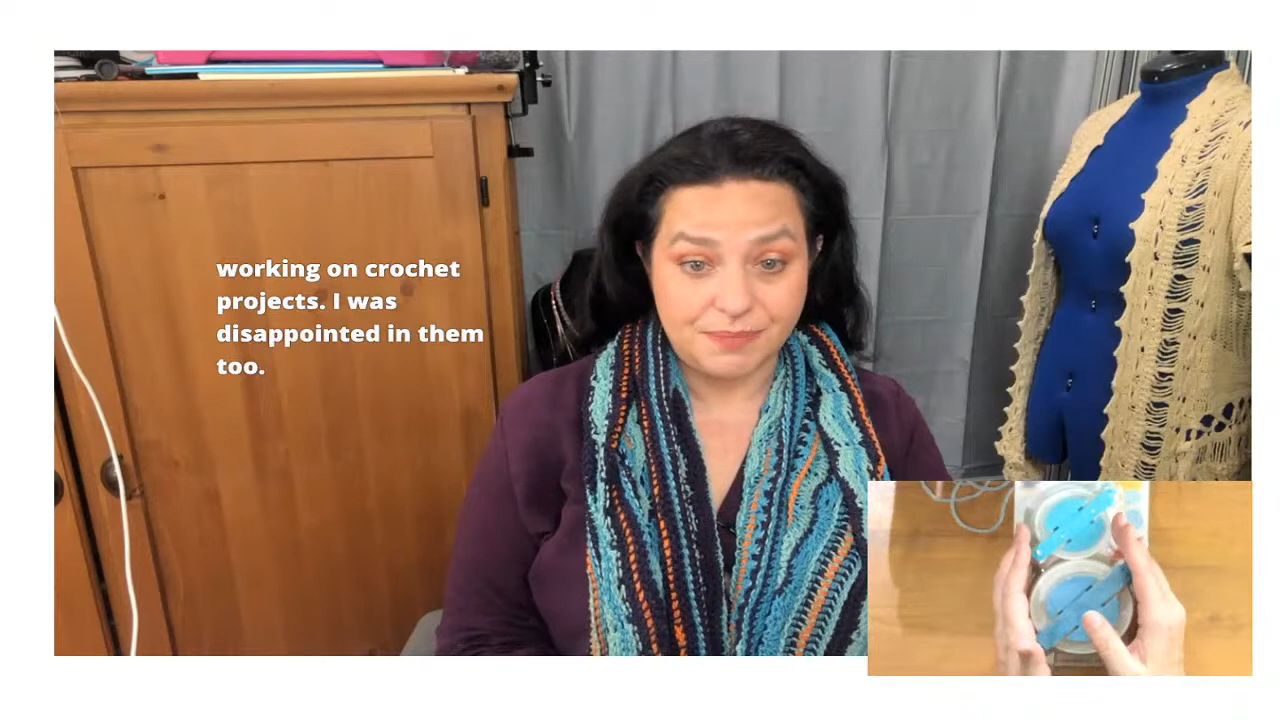 working on crochet
projects. I was
disappointed in them
too.